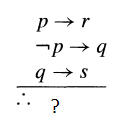 p → r
¬p → q
q → s
∴ ?